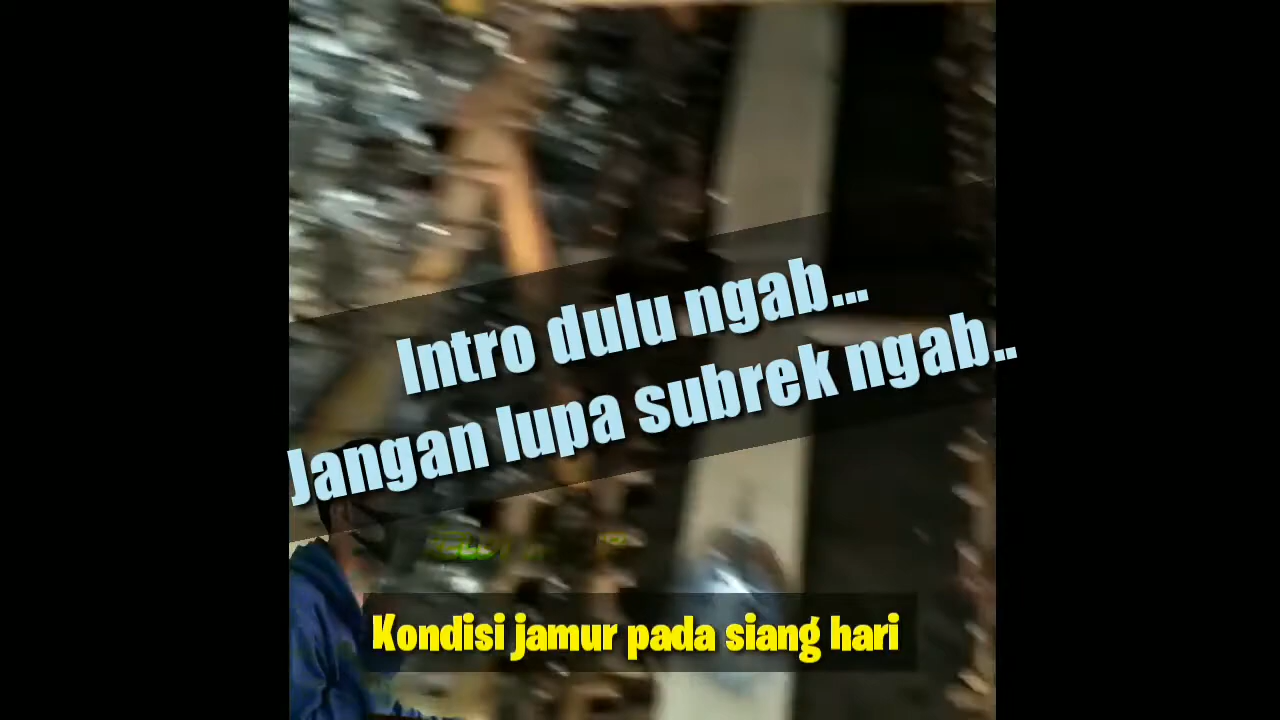 Intro dulu ngab...
Jangan lupa subrek ngab..
Kondisi jamur pada siang hari